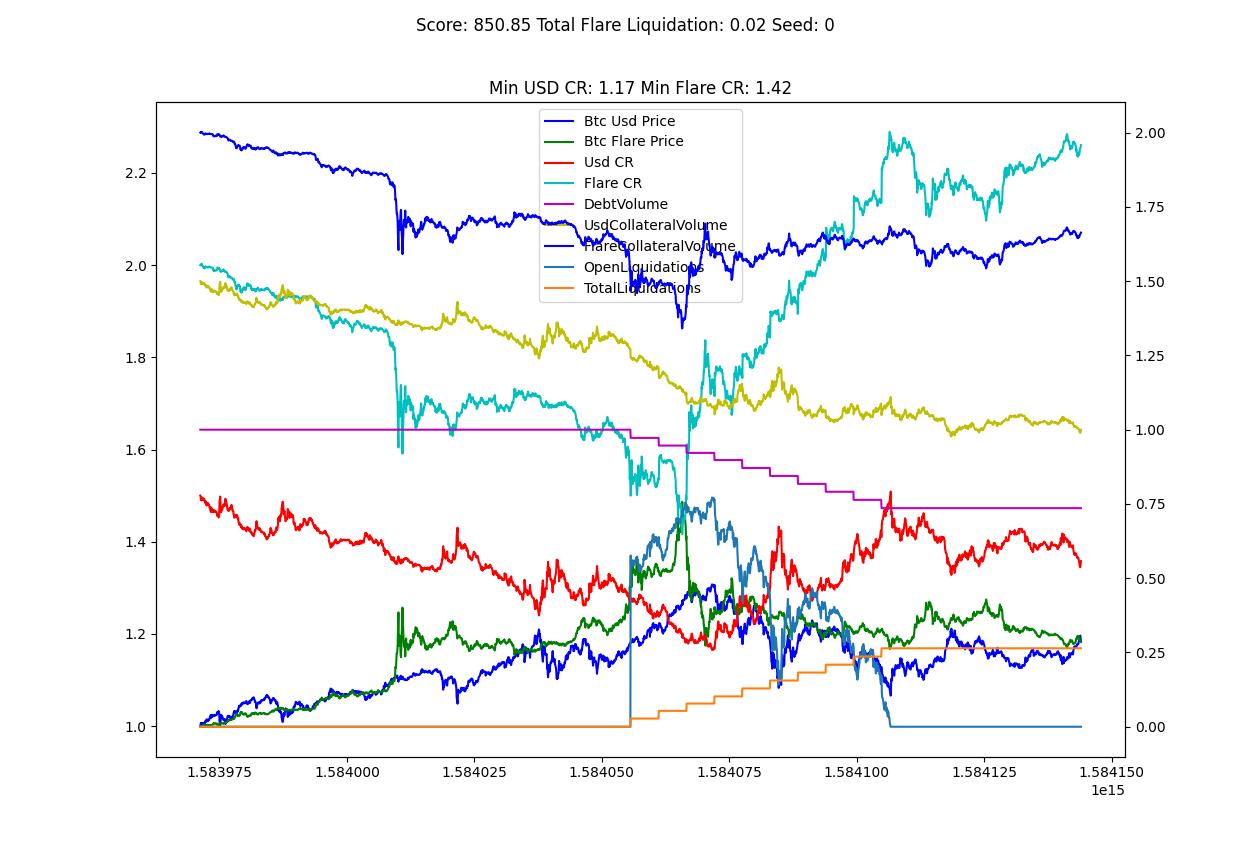 Score: 850.85 Total Flare Liquidation: 0.02 Seed: 0
Min USD CR: 1.17 Min Flare CR: 1.42
Btc Usd Price
Btc Flare Price
Usd CR
Flare CR
DebtVolume
UsdCollateralVolume
FlareCollateralVolume
OpenLiquidations
TotalLiquidations
2.2
2.0
1.8
1.6
1.4
1.2
1.0
2.00
1.75
1.50
1.25
1.00
0.75
0.50
0.25
0.00
1.583975 1.584000 1.584025 1.584050 1.584075 1.584100 1.584125 1.584150
1e15